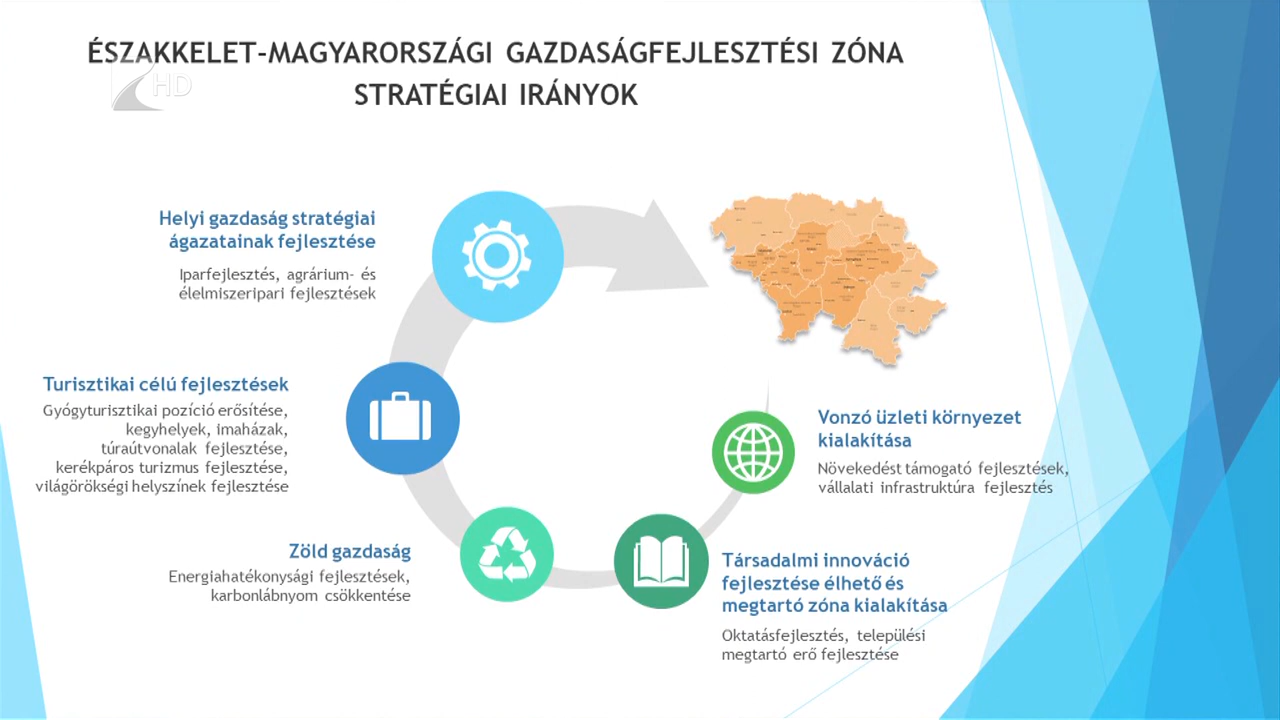 ÉSZAKKELET-MAGYARORSZÁGI GAZDASÁGFEJLESZTÉSI ZÓNA
STRATÉGIAI IRÁNYOK
HD
Helyi gazdaság stratégiai
ágazatainak fejlesztése
Iparfejlesztés, agrárium- és
élelmiszeripari fejlesztések
Turisztikai célú fejlesztések
Gyógyturisztikai pozíció erősítése,
kegyhelyek, imaházak,
túraútvonalak fejlesztése,
kerékpáros turizmus fejlesztése,
világörökségi helyszínek fejlesztése
Zöld gazdaság
Energiahatékonysági fejlesztések,
karbonlábnyom csökkentése
Vonzó üzleti környezet
kialakítása
Növekedést támogató fejlesztések,
vállalati infrastruktúra fejlesztés
Társadalmi innováció
fejlesztése élhető és
megtartó zóna kialakítása
Oktatásfejlesztés, települési
megtartó erő fejlesztése